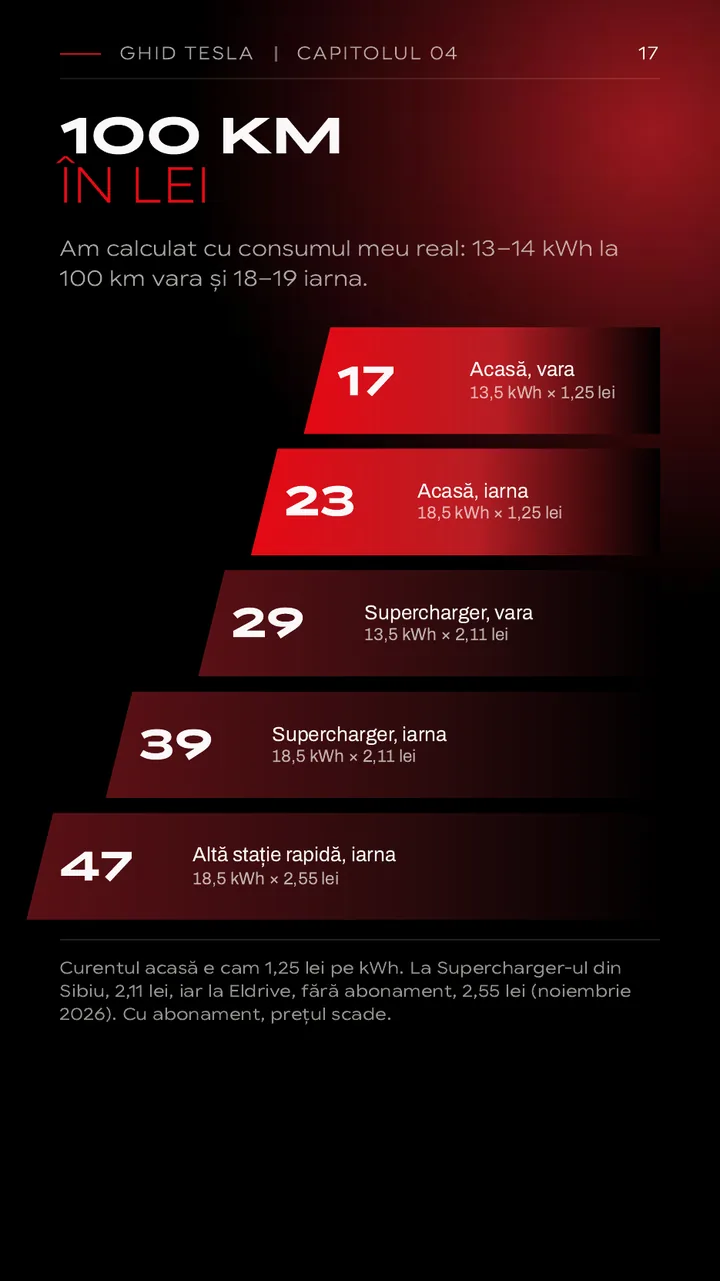 GHID TESLA | CAPITOLUL 04
17
100 KM
ÎN LEI
Am calculat cu consumul meu real: 13–14 kWh la
100 km vara și 18–19 iarna.
17
Acasă, vara
13,5 kWh × 1,25 lei
23
Acasă, iarna
18,5 kWh × 1,25 lei
29
Supercharger, vara
13,5 kWh × 2,11 lei
39
Supercharger, iarna
18,5 kWh × 2,11 lei
47
Altă stație rapidă, iarna
18,5 kWh × 2,55 lei
Curentul acasă e cam 1,25 lei pe kWh. La Supercharger-ul din
Sibiu, 2,11 lei, iar la Eldrive, fără abonament, 2,55 lei (noiembrie
2026). Cu abonament, prețul scade.